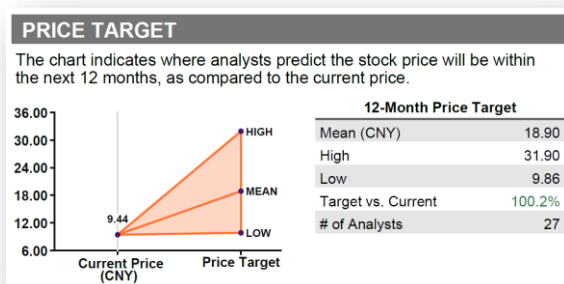 PRICE TARGET
The chart indicates where analysts predict the stock price will be within
the next 12 months, as compared to the current price.
36.00
30.00
24.00
18.00
12.00
6.00
9.44
HIGH
MEAN
LOW
Current Price
(CNY)
Price Target
12-Month Price Target
Mean (CNY) 18.90
High 31.90
Low 9.86
Target vs. Current 100.2%
# of Analysts 27